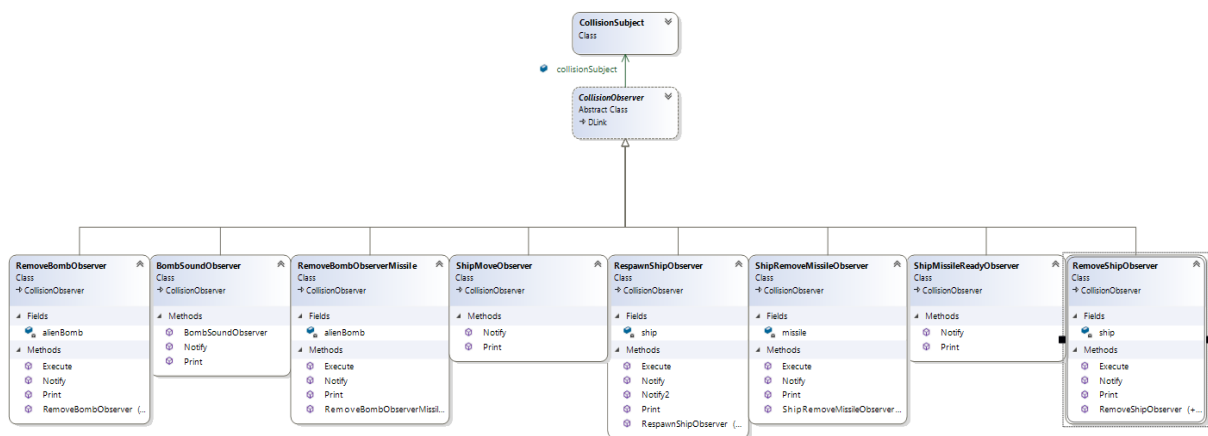 CollisionSubject
Class
collisionSubject
CollisionObserver
Abstract Class
DLink
RemoveBombObserver
Class
CollisionObserver
Fields
alienBomb
Methods
Execute
Notify
Print
RemoveBombObserver (...
BombSoundObserver
Class
CollisionObserver
Methods
BombSoundObserver
Notify
Print
RemoveBombObserverMissile
Class
CollisionObserver
Fields
alienBomb
Methods
Execute
Notify
Print
RemoveBombObserverMissil...
ShipMoveObserver
Class
CollisionObserver
Methods
Notify
Print
RespawnShipObserver
Class
CollisionObserver
Fields
ship
Methods
Execute
Notify
Notify2
Print
RespawnShipObserver (...
ShipRemoveMissileObserver
Class
CollisionObserver
Fields
missile
Methods
Execute
Notify
Print
ShipRemoveMissileObserver...
ShipMissileReadyObserver
Class
CollisionObserver
Methods
Notify
Print
RemoveShipObserver
Class
CollisionObserver
Fields
ship
Methods
Execute
Notify
Print
RemoveShipObserver (+...